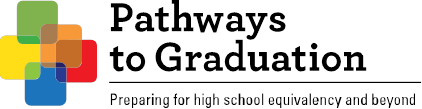 Pathways
to Graduation
Preparing for high school equivalency and beyond